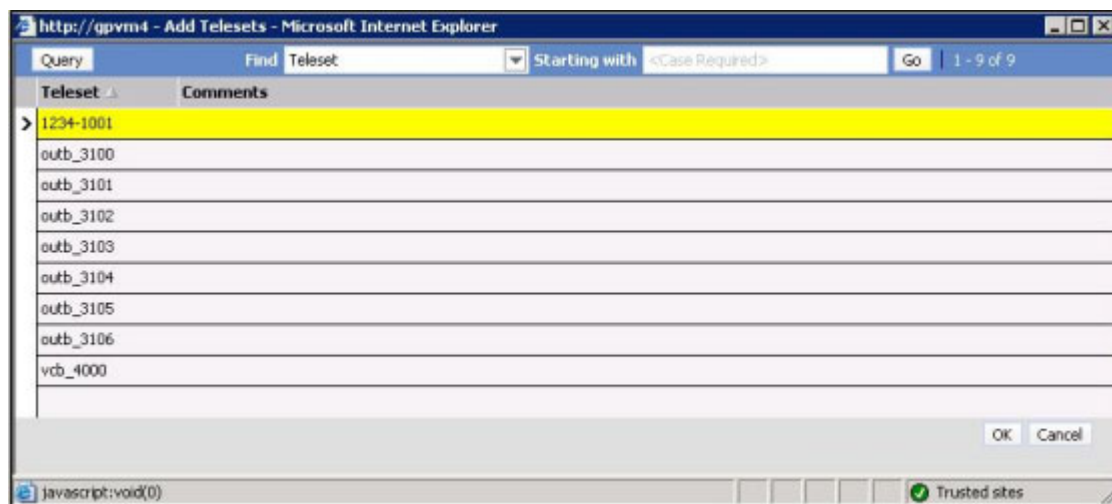 http://gpvm4 - Add Telesets - Microsoft Internet Explorer
Query Find Teleset Starting with <Case Required> Go 1 - 9 of 9
Teleset Comments
1234-1001
outb_3100
outb_3101
outb_3102
outb_3103
outb_3104
outb_3105
outb_3106
vcb_4000
OK Cancel
javascript:void(0) Trusted sites